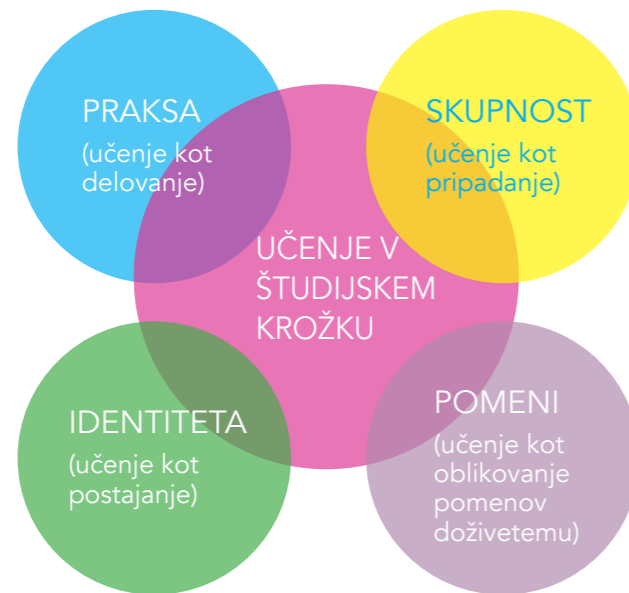 PRAKSA
(učenje kot
delovanje)
SKUPNOST
(učenje kot
pripadanje)
UČENJE V
ŠTUDIJSKEM
KROŽKU
IDENTITETA
(učenje kot
postajanje)
POMENI
(učenje kot
oblikovanje
pomenov
doživetemu)